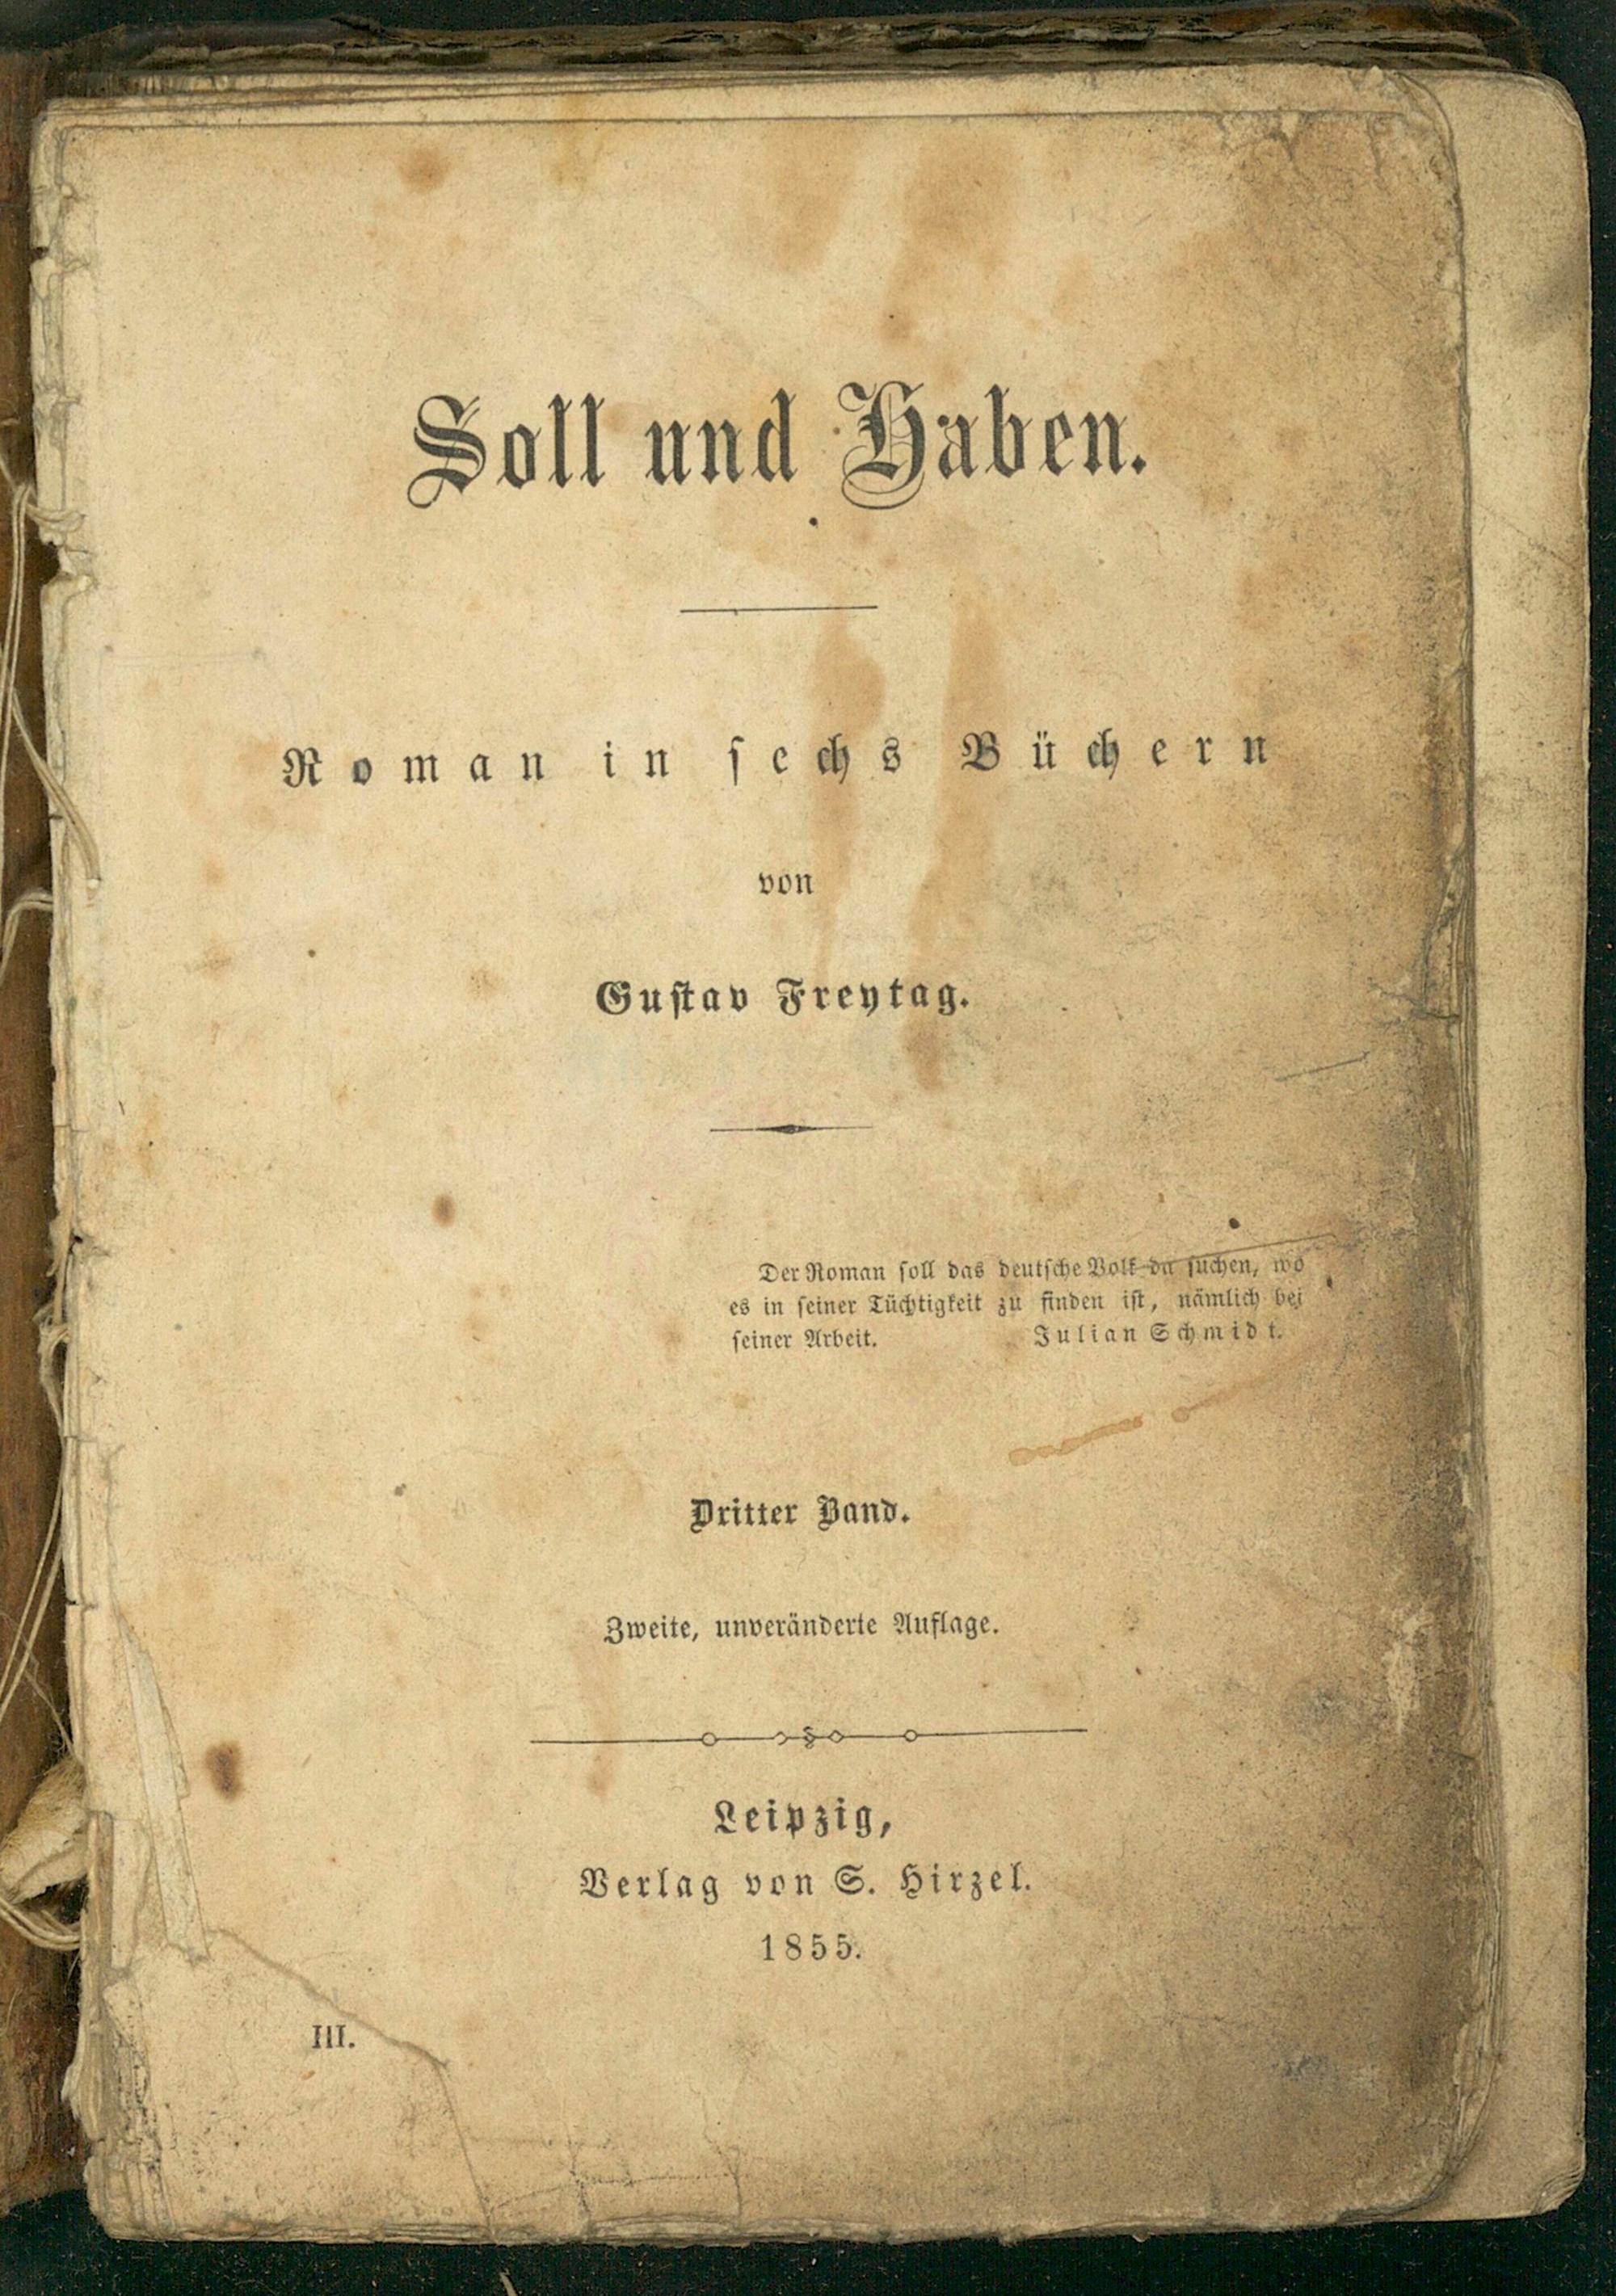 Soll und Haben.
Roman in sechs Büchern
von
Gustav Freytag.
Der Roman soll das deutsche Volk da suchen, wo
es in seiner Tüchtigkeit zu finden ist, nämlich bei
seiner Arbeit. Julian Schmidt.
Dritter Band.
Zweite, unveränderte Auflage.
Leipzig,
Verlag von S. Hirzel.
1855.
III.